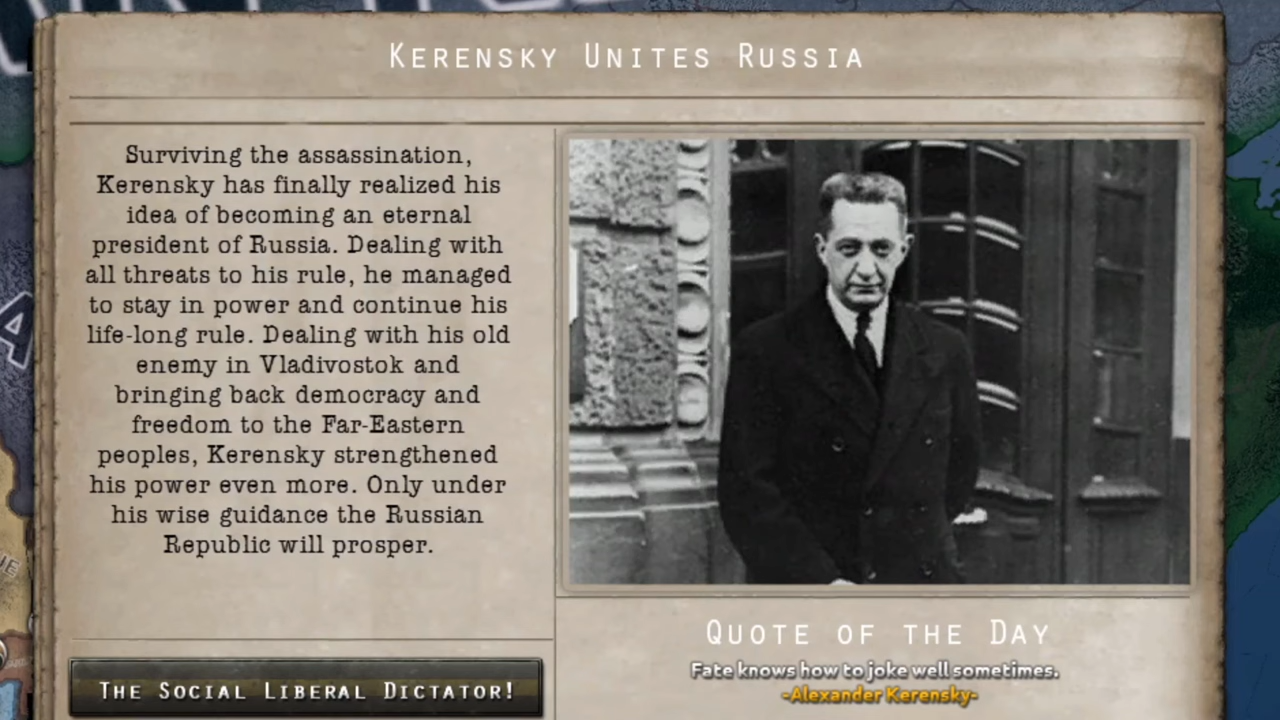 Kerensky Unites Russia
Surviving the assassination,
Kerensky has finally realized his
idea of becoming an eternal
president of Russia. Dealing with
all threats to his rule, he managed
to stay in power and continue his
life-long rule. Dealing with his old
enemy in Vladivostok and
bringing back democracy and
freedom to the Far-Eastern
peoples, Kerensky strengthened
his power even more. Only under
his wise guidance the Russian
Republic will prosper.
The Social Liberal Dictator!
Quote of the Day
Fate knows how to joke well sometimes.
-Alexander Kerensky-